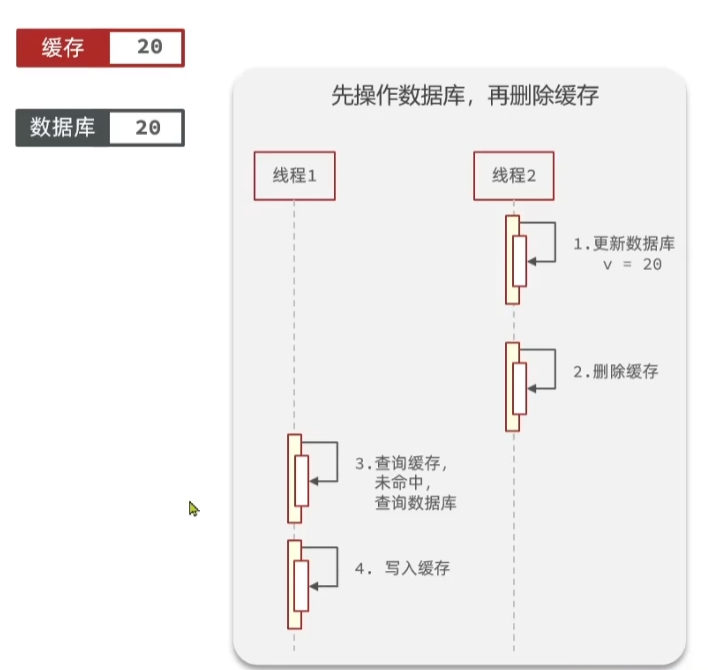 缓存 20
数据库 20
先操作数据库，再删除缓存
线程1
线程2
1.更新数据库
v = 20
2.删除缓存
3.查询缓存，
未命中，
查询数据库
4. 写入缓存